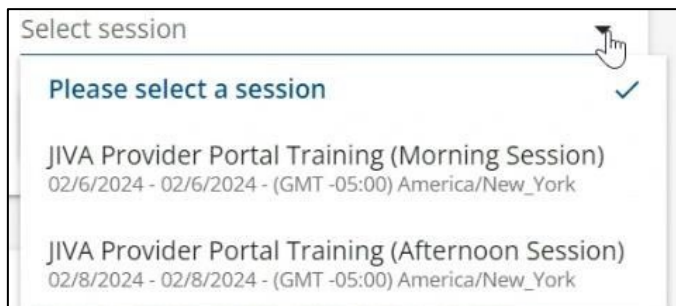 Select session
Please select a session
JIVA Provider Portal Training (Morning Session)
02/6/2024 - 02/6/2024 - (GMT -05:00) America/New_York
JIVA Provider Portal Training (Afternoon Session)
02/8/2024 - 02/8/2024 - (GMT -05:00) America/New_York